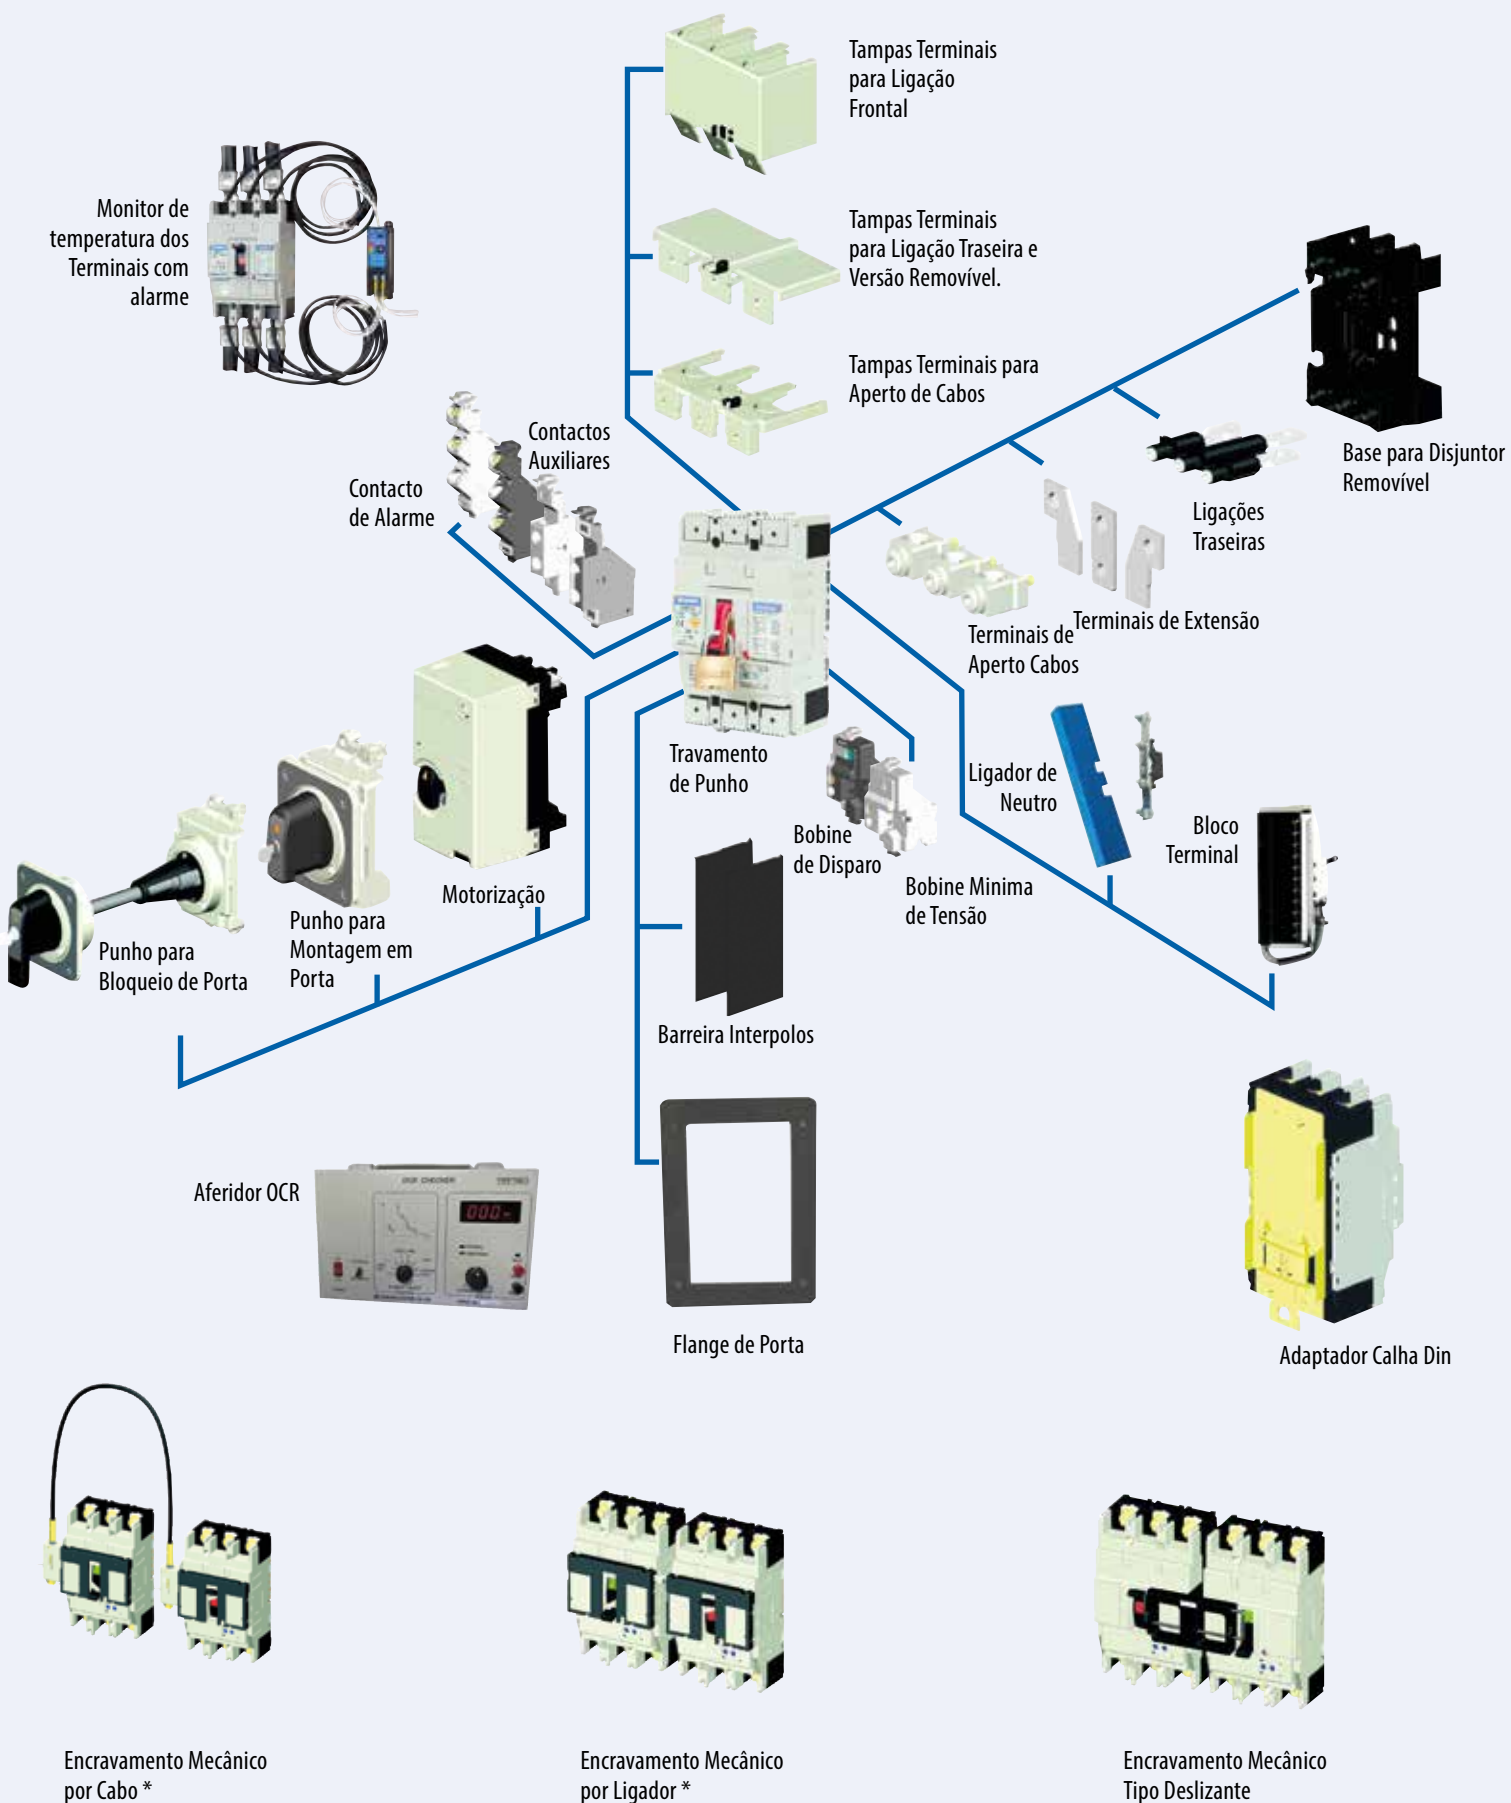 Tampas Terminais
para Ligação
Frontal
Monitor de
temperatura dos
Terminais com
alarme
Tampas Terminais
para Ligação Traseira e
Versão Removível.
Tampas Terminais para
Aperto de Cabos
Contactos
Auxiliares
Contacto
de Alarme
Base para Disjuntor
Removível
Ligações
Traseiras
Terminais de Extensão
Terminais de
Aperto Cabos
Travamento
de Punho
Ligador de
Neutro
Bloco
Terminal
Bobine
de Disparo
Bobine Minima
de Tensão
Motorização
Punho para
Montagem em
Porta
Punho para
Bloqueio de Porta
Barreira Interpolos
Aferidor OCR
OCR CHECKER
000
Flange de Porta
Adaptador Calha Din
Encravamento Mecânico
por Cabo *
Encravamento Mecânico
por Ligador *
Encravamento Mecânico
Tipo Deslizante